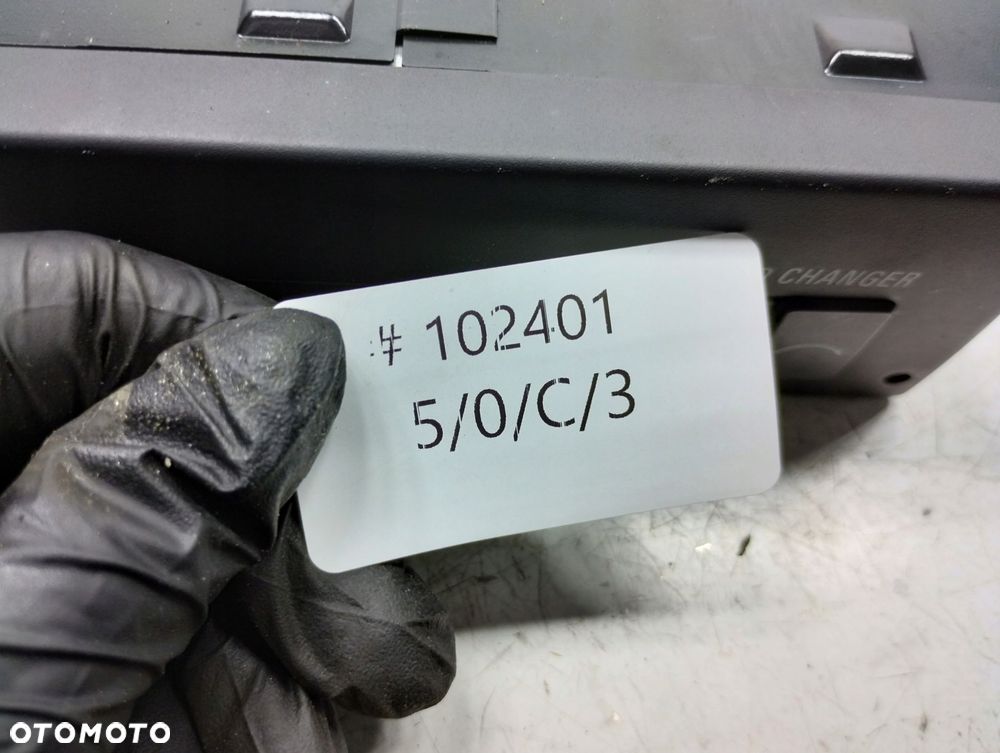 CHANGER
# 102401
5/0/C/3
OTOMOTO